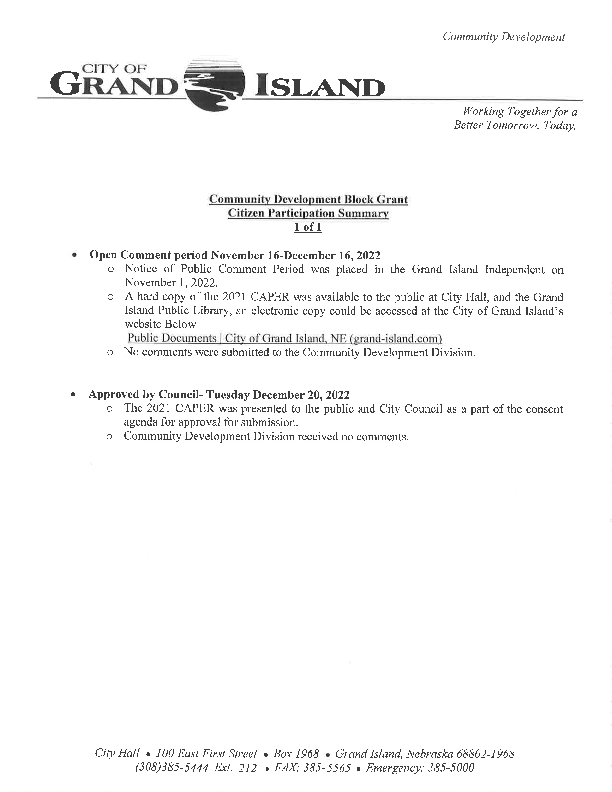 Community Development
CITY OF
GRAND ISLAND
Working Together for a
Better Tomorrow. Today.
Community Development Block Grant
Citizen Participation Summary
1 of 1
• Open Comment period November 16-December 16, 2022
o Notice of Public Comment Period was placed in the Grand Island Independent on
November 1, 2022.
o A hard copy of the 2021 CAPER was available to the public at City Hall, and the Grand
Island Public Library, an electronic copy could be accessed at the City of Grand Island's
website Below
Public Documents | City of Grand Island, NE (grand-island.com)
o No comments were submitted to the Community Development Division.
• Approved by Council- Tuesday December 20, 2022
o The 2021 CAPER was presented to the public and City Council as a part of the consent
agenda for approval for submission.
o Community Development Division received no comments.
City Hall • 100 East First Street • Box 1968 • Grand Island, Nebraska 68802-1968
(308)385-5444 Ext. 212 • FAX: 385-5565 • Emergency: 385-5000